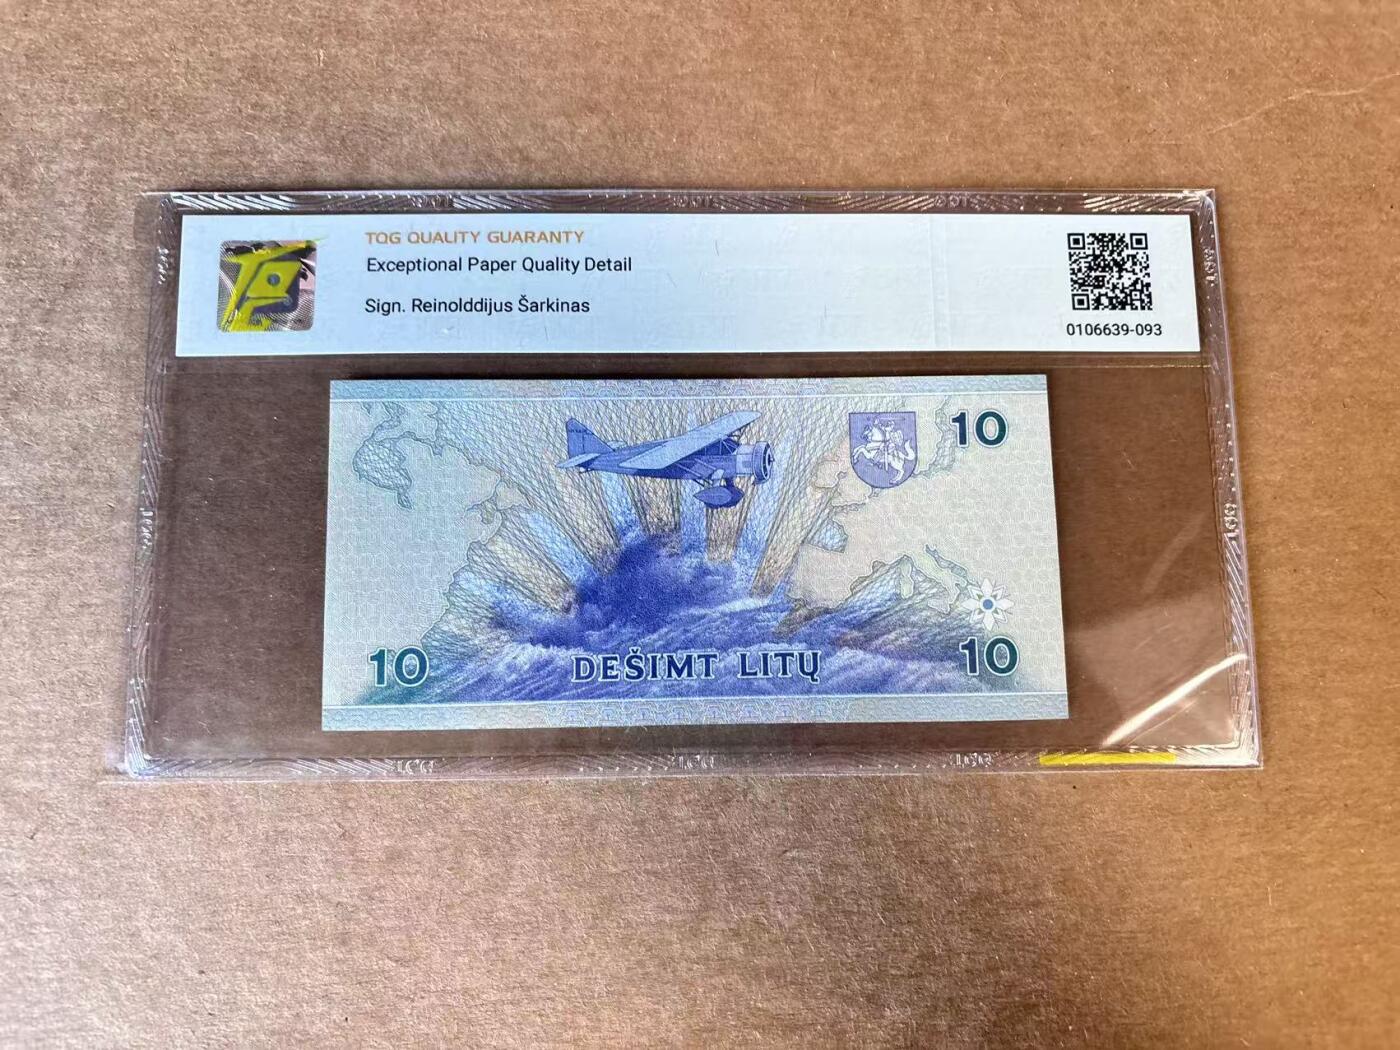 TQG QUALITY GUARANTY
Exceptional Paper Quality Detail
Sign. Reinolddijus Šarkinas
0106639-093
10
10
DEŠIMT LITŲ
10